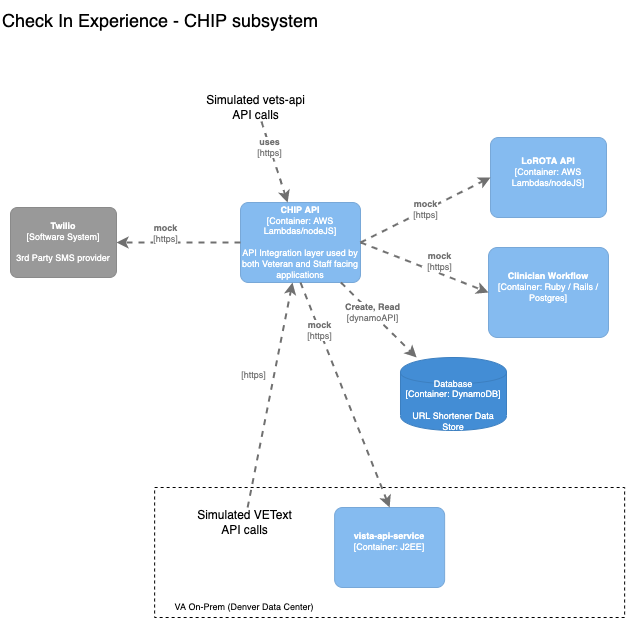 Check In Experience - CHIP subsystem
Simulated vets-api
API calls
uses
[https]
LoROTA API
[Container: AWS
Lambdas/nodeJS]
mock
[https]
CHIP API
[Container: AWS
Lambdas/nodeJS]
API Integration layer used by
both Veteran and Staff facing
applications
Twilio
[Software System]
3rd Party SMS provider
mock
[https]
mock
[https]
Clinician Workflow
[Container: Ruby / Rails /
Postgres]
Create, Read
[dynamoAPI]
mock
[https]
[https]
Database
[Container: DynamoDB]
URL Shortener Data
Store
Simulated VEText
API calls
vista-api-service
[Container: J2EE]
VA On-Prem (Denver Data Center)